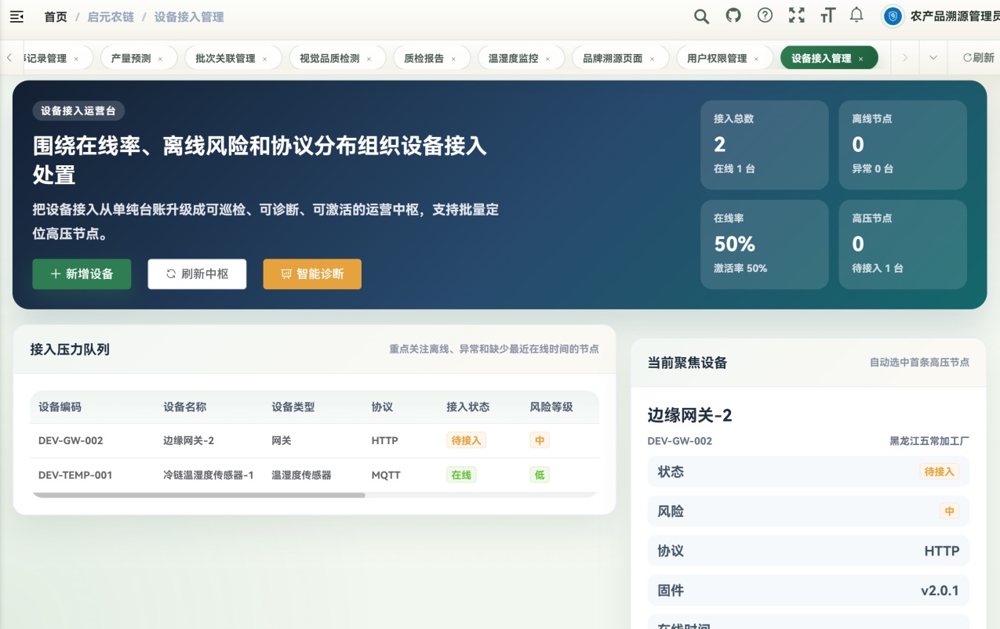 首页 / 启元农链 / 设备接入管理
农产品溯源管理员
记录管理 ×
产量预测 ×
批次关联管理 ×
视觉品质检测 ×
质检报告 ×
温湿度监控 ×
品牌溯源页面 ×
用户权限管理 ×
设备接入管理 ×
刷新
设备接入运营台
围绕在线率、离线风险和协议分布组织设备接入
处置
把设备接入从单纯台账升级成可巡检、可诊断、可激活的运营中枢，支持批量定
位高压节点。
新增设备
刷新中枢
智能诊断
接入总数
2
在线 1 台
离线节点
0
异常 0 台
在线率
50%
激活率 50%
高压节点
0
待接入 1 台
接入压力队列
重点关注离线、异常和缺少最近在线时间的节点
设备编码 设备名称 设备类型 协议 接入状态 风险等级
DEV-GW-002 边缘网关-2 网关 HTTP 待接入 中
DEV-TEMP-001 冷链温湿度传感器-1 温湿度传感器 MQTT 在线 低
当前聚焦设备
自动选中首条高压节点
边缘网关-2
DEV-GW-002 黑龙江五常加工厂
状态 待接入
风险 中
协议 HTTP
固件 v2.0.1
在线时间